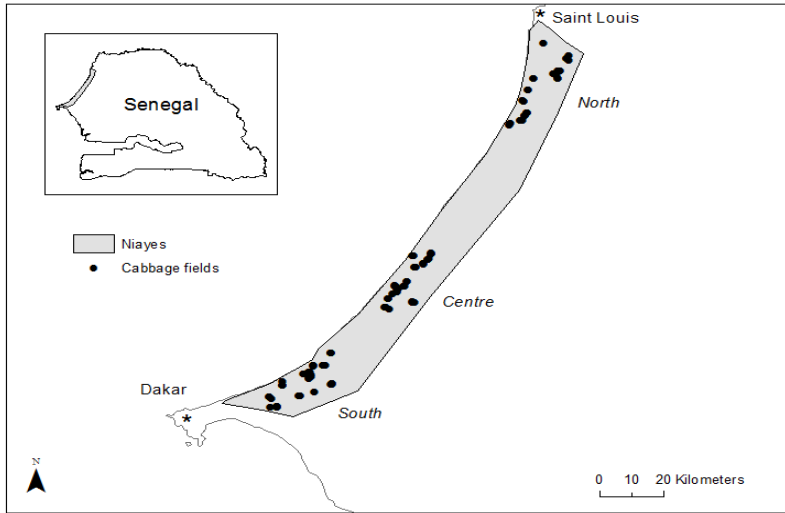 Saint Louis
Senegal
North
Niayes
Cabbage fields
Centre
Dakar
South
N
0 10 20 Kilometers